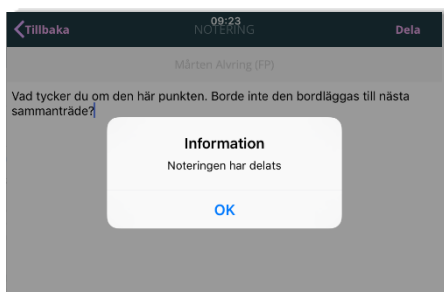 09:23
Tillbaka NOTERING Dela
Mårten Alvring (FP)
Vad tycker du om den här punkten. Borde inte den bordläggas till nästa
sammanträde?
Information
Noteringen har delats
OK